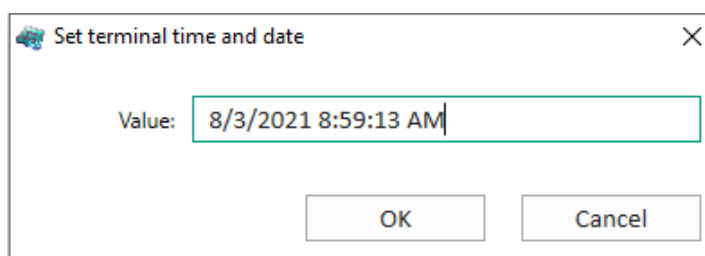 Set terminal time and date
Value: 8/3/2021 8:59:13 AM
OK Cancel